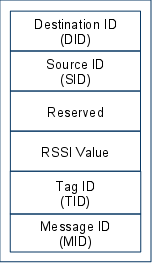 Destination ID
(DID)
Source ID
(SID)
Reserved
RSSI Value
Tag ID
(TID)
Message ID
(MID)